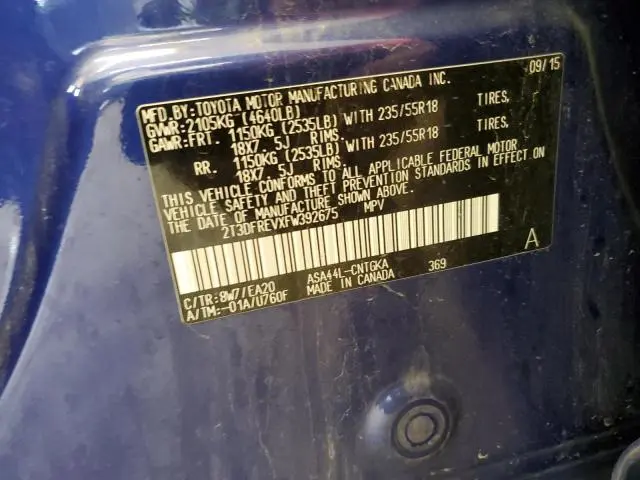 MFD.BY:TOYOTA MOTOR MANUFACTURING CANADA INC. 09/15
GVWR:2105KG (4640LB)
GAWR:FRT. 1150KG (2535LB) WITH 235/55R18 TIRES,
18X7.5J RIMS,
RR. 1150KG (2535LB) WITH 235/55R18 TIRES,
18X7.5J RIMS.
THIS VEHICLE CONFORMS TO ALL APPLICABLE FEDERAL MOTOR
VEHICLE SAFETY AND THEFT PREVENTION STANDARDS IN EFFECT ON
THE DATE OF MANUFACTURE SHOWN ABOVE.
2T3DFREVXFW392675 MPV
A
C/TR:8W7/EA20 ASA44L-CNTGKA 369
A/TM:-01A/U760F MADE IN CANADA